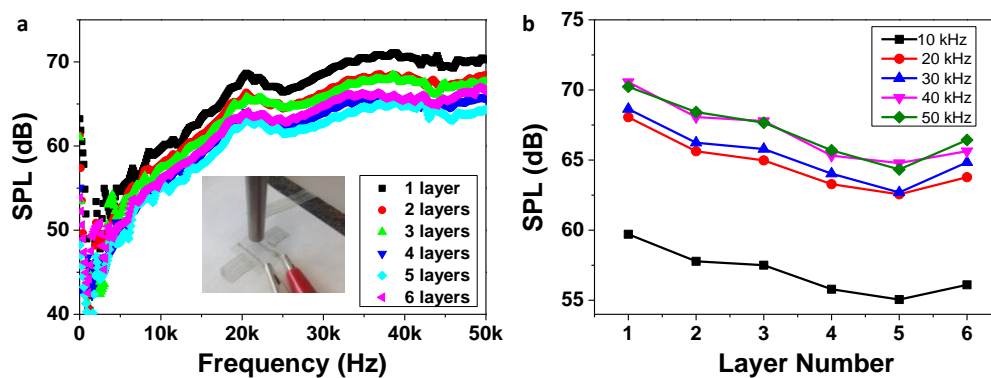 a
SPL (dB)
70
60
50
40
0
10k
20k
30k
40k
50k
Frequency (Hz)
1 layer
2 layers
3 layers
4 layers
5 layers
6 layers
b
SPL (dB)
75
70
65
60
55
1
2
3
4
5
6
Layer Number
10 kHz
20 kHz
30 kHz
40 kHz
50 kHz